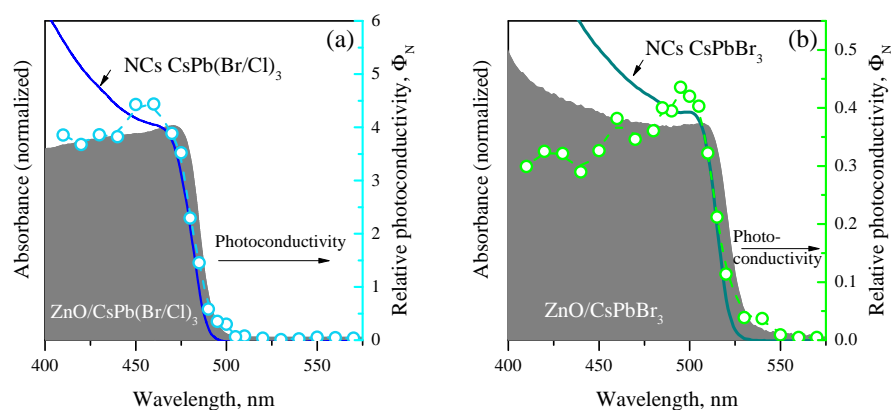 (a)
NCs CsPb(Br/Cl)3
Photoconductivity
ZnO/CsPb(Br/Cl)3
Absorbance (normalized)
Relative photoconductivity, ΦN
6
5
4
3
2
1
0
400
450
500
550
Wavelength, nm
(b)
NCs CsPbBr3
Photo-
conductivity
ZnO/CsPbBr3
Absorbance (normalized)
Relative photoconductivity, ΦN
0.5
0.4
0.3
0.2
0.1
0.0
400
450
500
550
Wavelength, nm